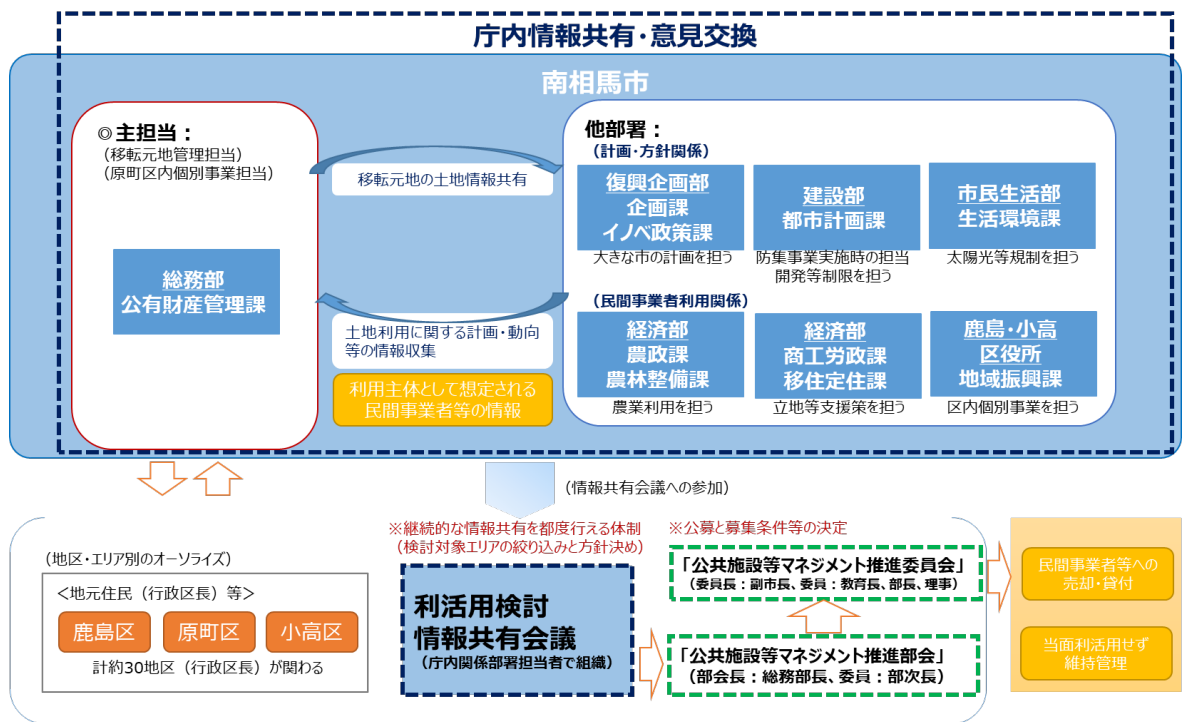 庁内情報共有・意見交換
南相馬市
◎主担当：
（移転元地管理担当）
（原町区内個別事業担当）
総務部
公有財産管理課
移転元地の土地情報共有
土地利用に関する計画・動向
等の情報収集
利用主体として想定される
民間事業者等の情報
他部署：
（計画・方針関係）
復興企画部
企画課
イノベ政策課
大きな市の計画を担う
建設部
都市計画課
防集事業実施時の担当
開発等制限を担う
市民生活部
生活環境課
太陽光等規制を担う
（民間事業者利用関係）
経済部
農政課
農林整備課
農業利用を担う
経済部
商工労政課
移住定住課
立地等支援策を担う
鹿島・小高
区役所
地域振興課
区内個別事業を担う
（情報共有会議への参加）
（地区・エリア別のオーソライズ）
＜地元住民（行政区長）等＞
鹿島区
原町区
小高区
計約30地区（行政区長）が関わる
※継続的な情報共有を都度行える体制
（検討対象エリアの絞り込みと方針決め）
利活用検討
情報共有会議
（庁内関係部署担当者で組織）
※公募と募集条件等の決定
「公共施設等マネジメント推進委員会」
（委員長：副市長、委員：教育長、部長、理事）
「公共施設等マネジメント推進部会」
（部会長：総務部長、委員：部次長）
民間事業者等への
売却・貸付
当面利活用せず
維持管理